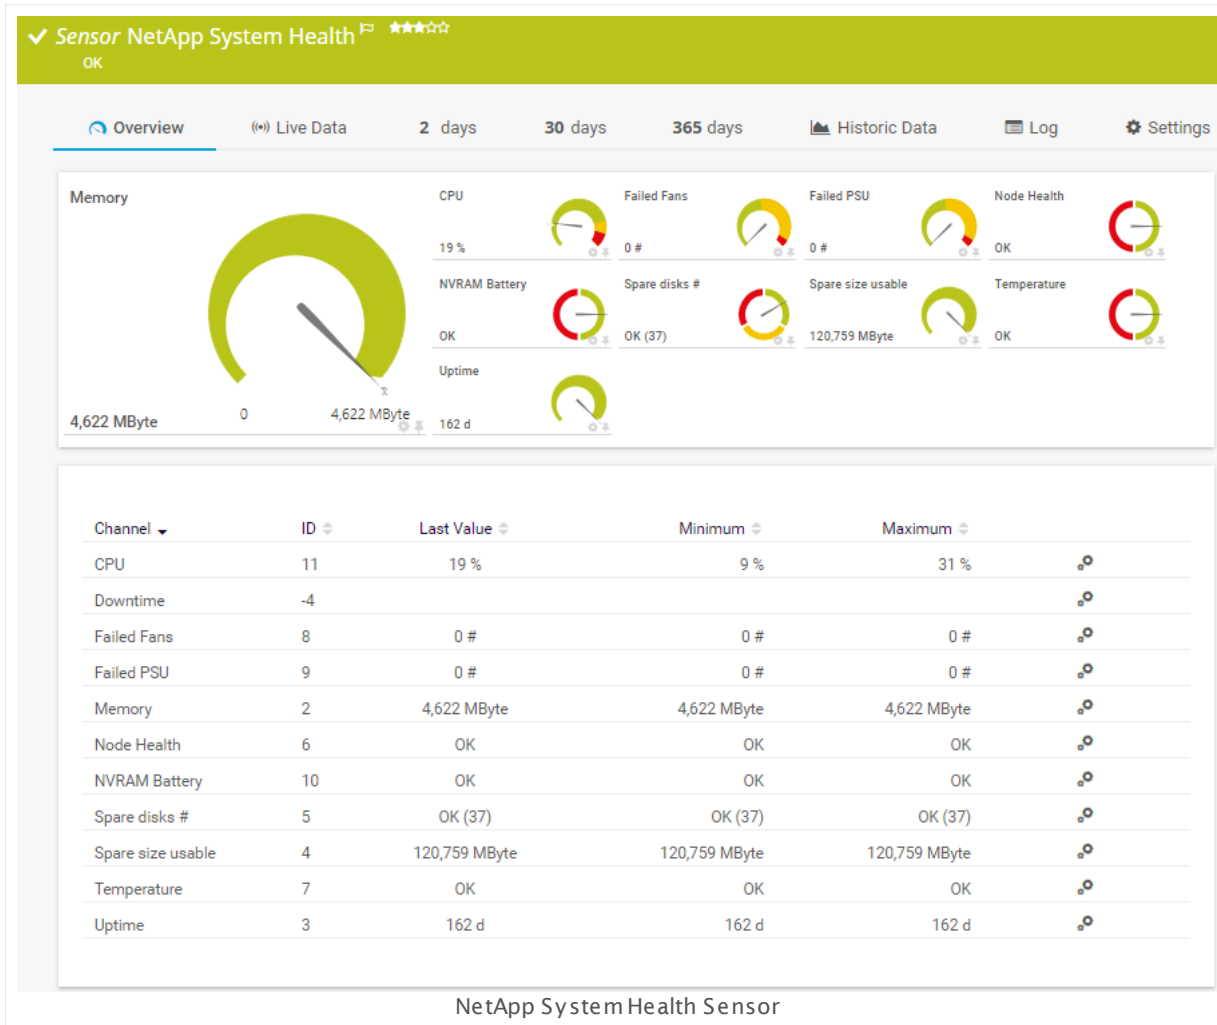 Sensor NetApp System Health
OK
Overview Live Data 2 days 30 days 365 days Historic Data Log Settings
Memory
4,622 MByte
0 4,622 MByte
CPU
19 %
Failed Fans
0 #
Failed PSU
0 #
Node Health
OK
NVRAM Battery
OK
Spare disks #
OK (37)
Spare size usable
120,759 MByte
Temperature
OK
Uptime
162 d
Channel ID Last Value Minimum Maximum
CPU 11 19 % 9 % 31 %
Downtime -4
Failed Fans 8 0 # 0 # 0 #
Failed PSU 9 0 # 0 # 0 #
Memory 2 4,622 MByte 4,622 MByte 4,622 MByte
Node Health 6 OK OK OK
NVRAM Battery 10 OK OK OK
Spare disks # 5 OK (37) OK (37) OK (37)
Spare size usable 4 120,759 MByte 120,759 MByte 120,759 MByte
Temperature 7 OK OK OK
Uptime 3 162 d 162 d 162 d
NetApp System Health Sensor